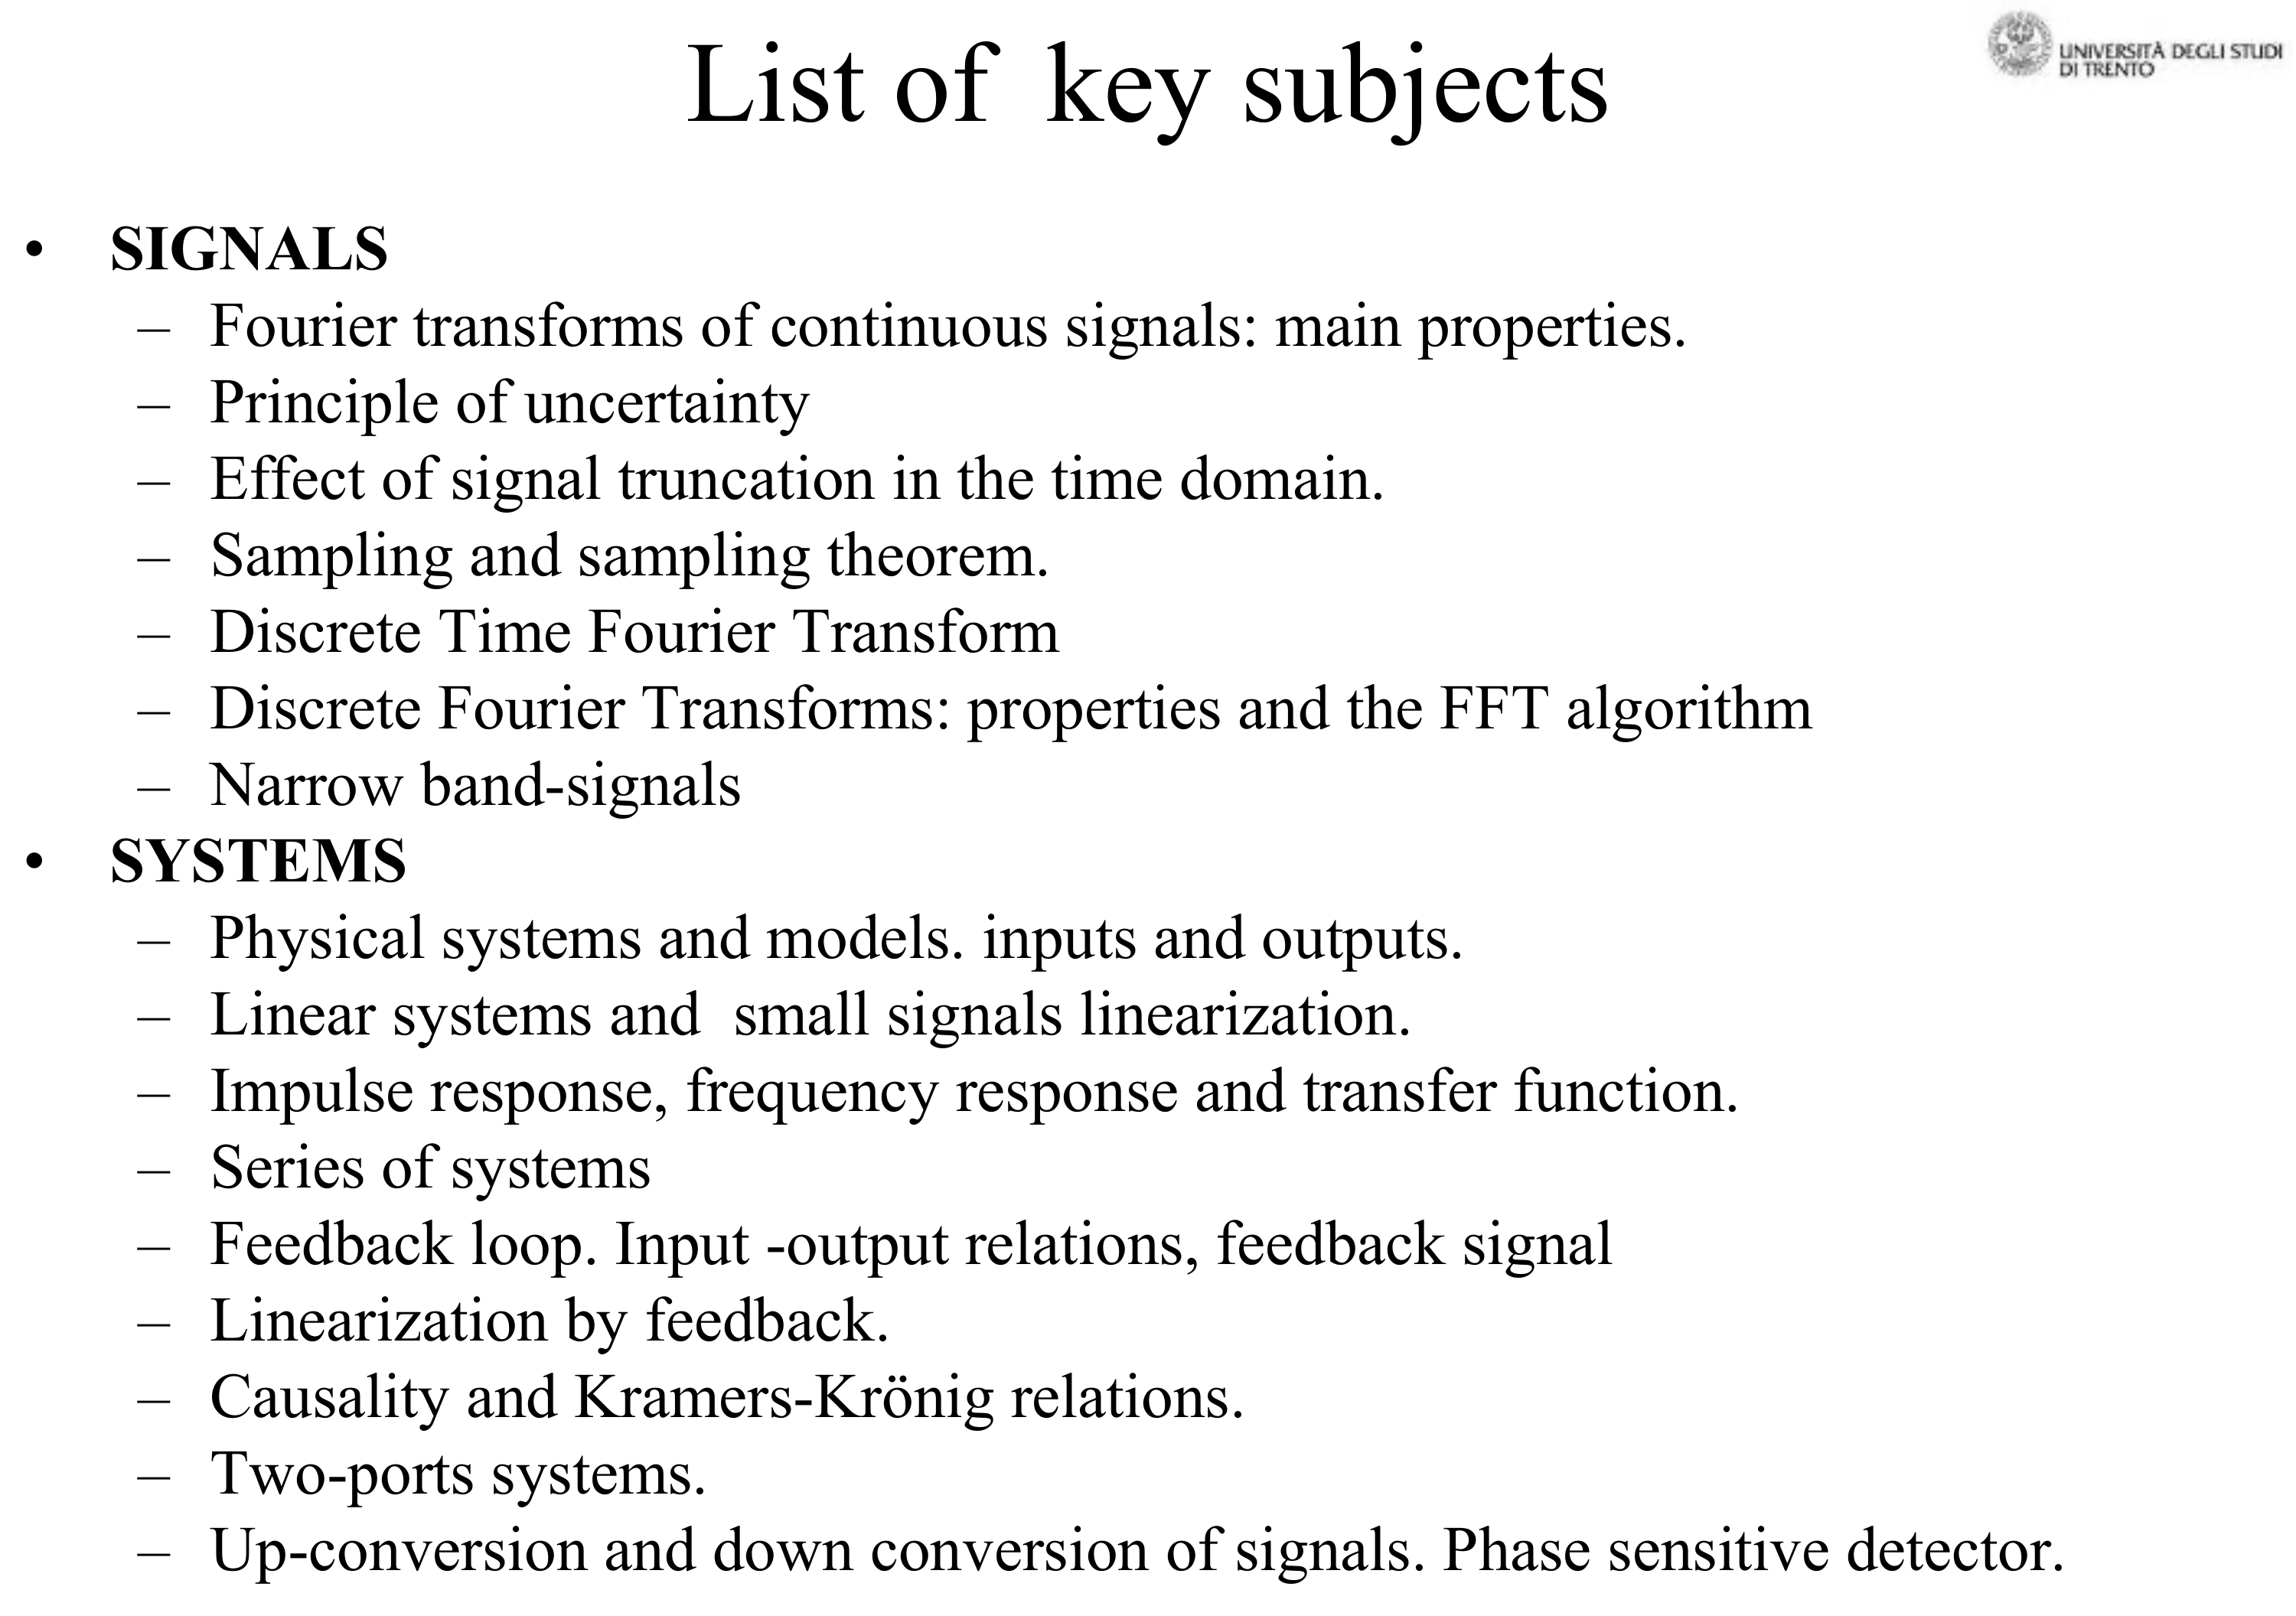 List of  key subjects
UNIVERSITÀ DEGLI STUDI
DI TRENTO
• SIGNALS
– Fourier transforms of continuous signals: main properties.
– Principle of uncertainty
– Effect of signal truncation in the time domain.
– Sampling and sampling theorem.
– Discrete Time Fourier Transform
– Discrete Fourier Transforms: properties and the FFT algorithm
– Narrow band-signals
• SYSTEMS
– Physical systems and models. inputs and outputs.
– Linear systems and  small signals linearization.
– Impulse response, frequency response and transfer function.
– Series of systems
– Feedback loop. Input -output relations, feedback signal
– Linearization by feedback.
– Causality and Kramers-Krönig relations.
– Two-ports systems.
– Up-conversion and down conversion of signals. Phase sensitive detector.